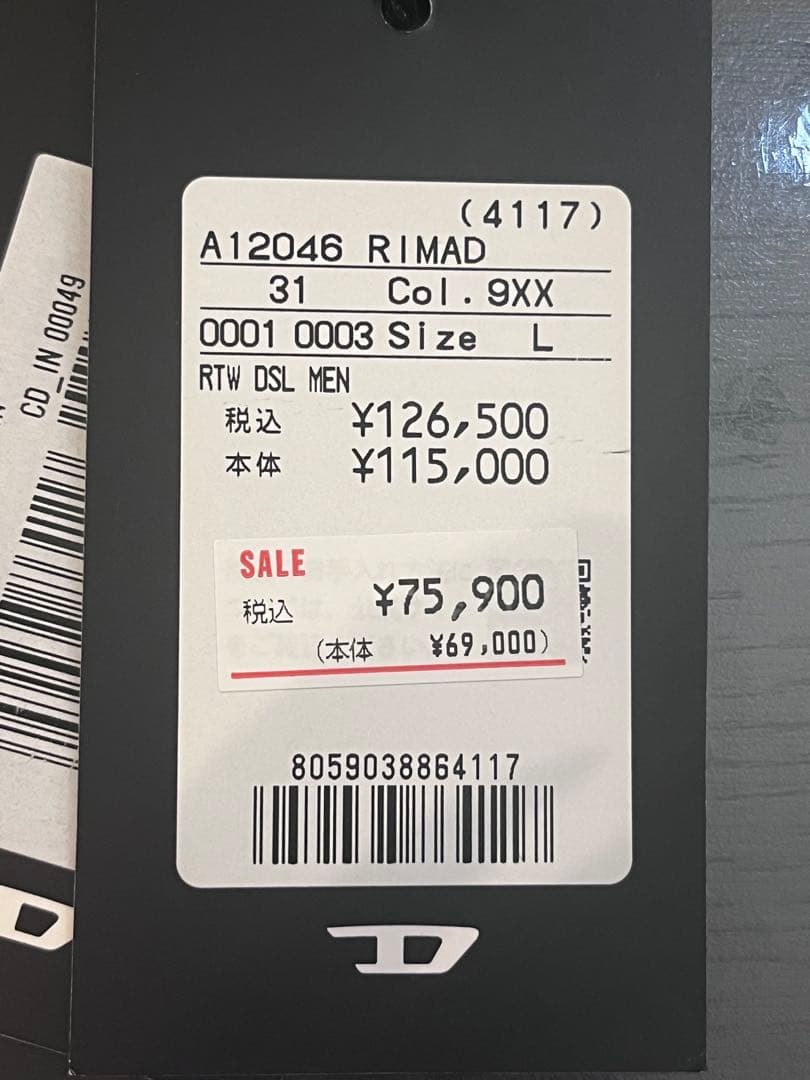 (4117)
A12046 RIMAD
31 Col. 9XX
0001 0003 Size L
RTW DSL MEN
税込 ¥126,500
本体 ¥115,000
SALE
税込 ¥75,900
(本体 ¥69,000)
8059038864117
CD_IN 00049
D